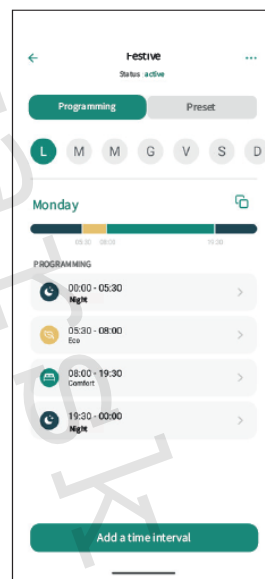 Festive
Status : active
Programming Preset
L M M G V S D
Monday
05:30 08:00 19:30
PROGRAMMING
00:00 - 05:30
Night
05:30 - 08:00
Eco
08:00 - 19:30
Comfort
19:30 - 00:00
Night
Add a time interval